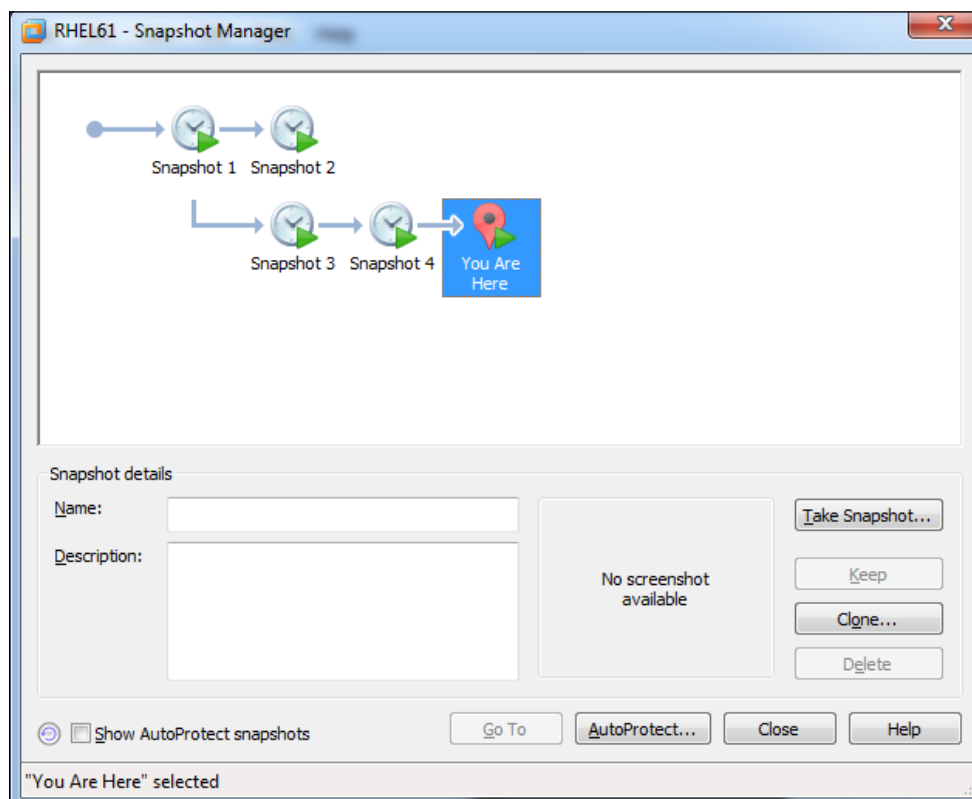 RHEL61 - Snapshot Manager
Help
Snapshot 1 Snapshot 2
Snapshot 3 Snapshot 4 You Are
Here
Snapshot details
Name:
Take Snapshot...
Description:
No screenshot
available
Keep
Clone...
Delete
Show AutoProtect snapshots
Go To
AutoProtect...
Close
Help
"You Are Here" selected